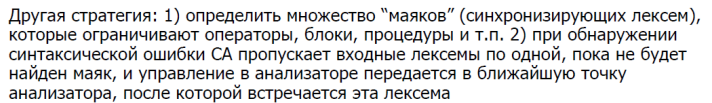 Другая стратегия: 1) определить множество “маяков” (синхронизирующих лексем),
которые ограничивают операторы, блоки, процедуры и т.п. 2) при обнаружении
синтаксической ошибки СА пропускает входные лексемы по одной, пока не будет
найден маяк, и управление в анализаторе передается в ближайшую точку
анализатора, после которой встречается эта лексема